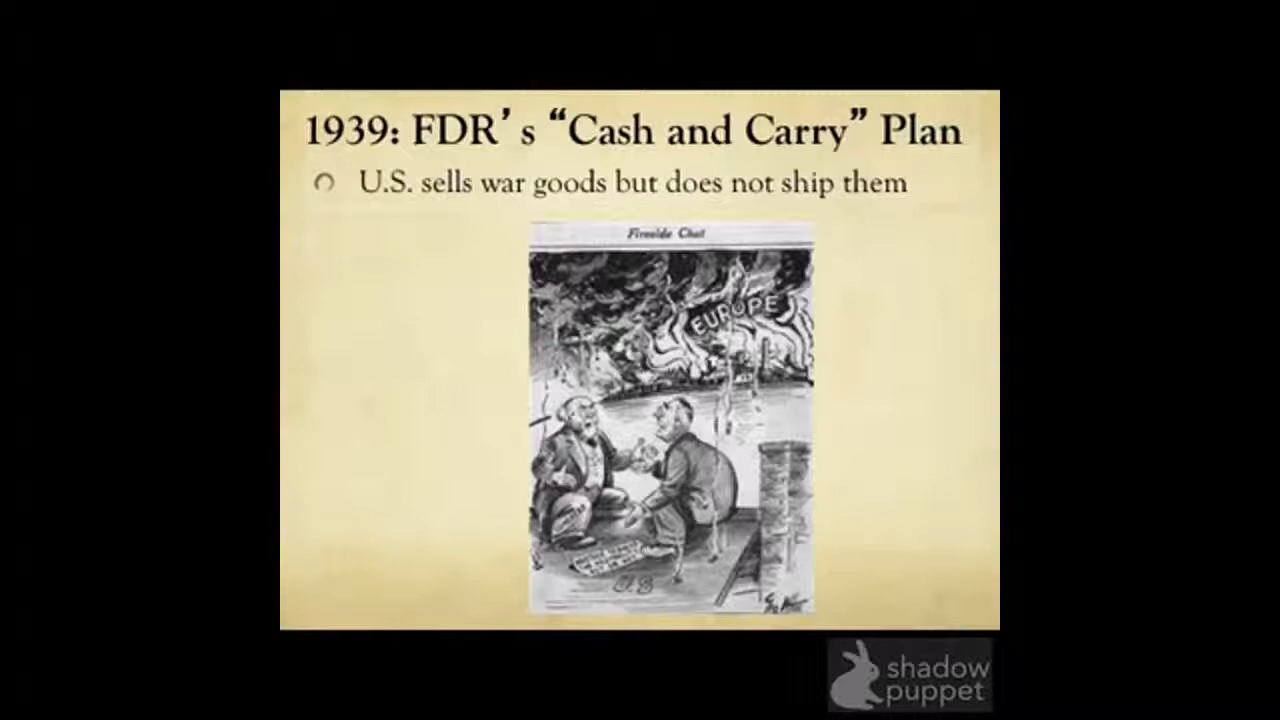 1939: FDR's “Cash and Carry” Plan
U.S. sells war goods but does not ship them
Fireside Chat
EUROPE
U.S
shadow
puppet